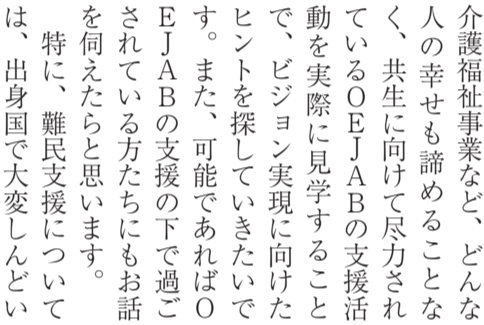 介護福祉事業など、どんな
人の幸せも諦めることな
く、共生に向けて尽力され
ているOEJABの支援活
動を実際に見学すること
で、ビジョン実現に向けた
ヒントを探していきたいで
す。また、可能であればO
EJABの支援の下で過ご
されている方たちにもお話
を伺えたらと思います。
　特に、難民支援について
は、出身国で大変しんどい